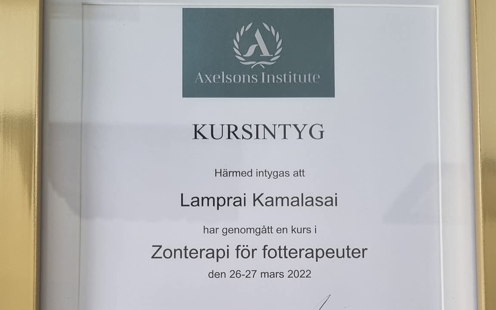 Axelsons Institute
KURSINTYG
Härmed intygas att
Lamprai Kamalasai
har genomgått en kurs i
Zonterapi för fotterapeuter
den 26-27 mars 2022